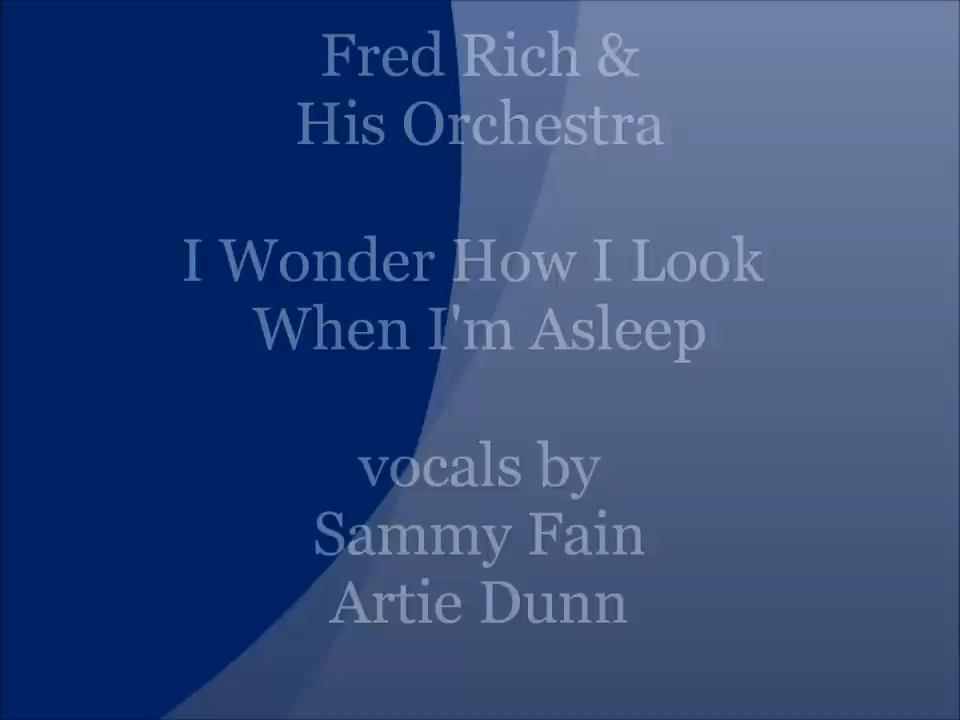 Fred Rich &
His Orchestra
I Wonder How I Look
When I'm Asleep
vocals by
Sammy Fain
Artie Dunn